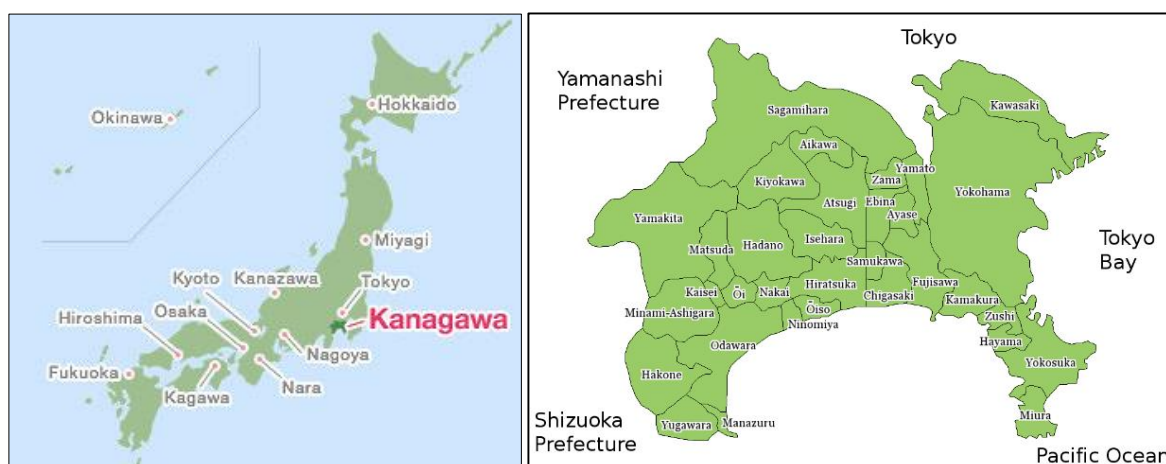 Hokkaido
Okinawa
Miyagi
Kanazawa
Kyoto
Tokyo
Osaka
Kanagawa
Hiroshima
Nagoya
Fukuoka
Nara
Kagawa
Tokyo
Yamanashi
Prefecture
Kawasaki
Sagamihara
Aikawa
Yamato
Zama
Kiyokawa
Yokohama
Atsugi
Ebina
Ayase
Yamakita
Isehara
Hadano
Matsuda
Tokyo
Bay
Samukawa
Fujisawa
Hiratsuka
Kaisei
Ōi
Nakai
Chigasaki
Kamakura
Ōiso
Minami-Ashigara
Zushi
Ninomiya
Hayama
Odawara
Yokosuka
Hakone
Miura
Shizuoka
Prefecture
Yugawara
Manazuru
Pacific Ocean